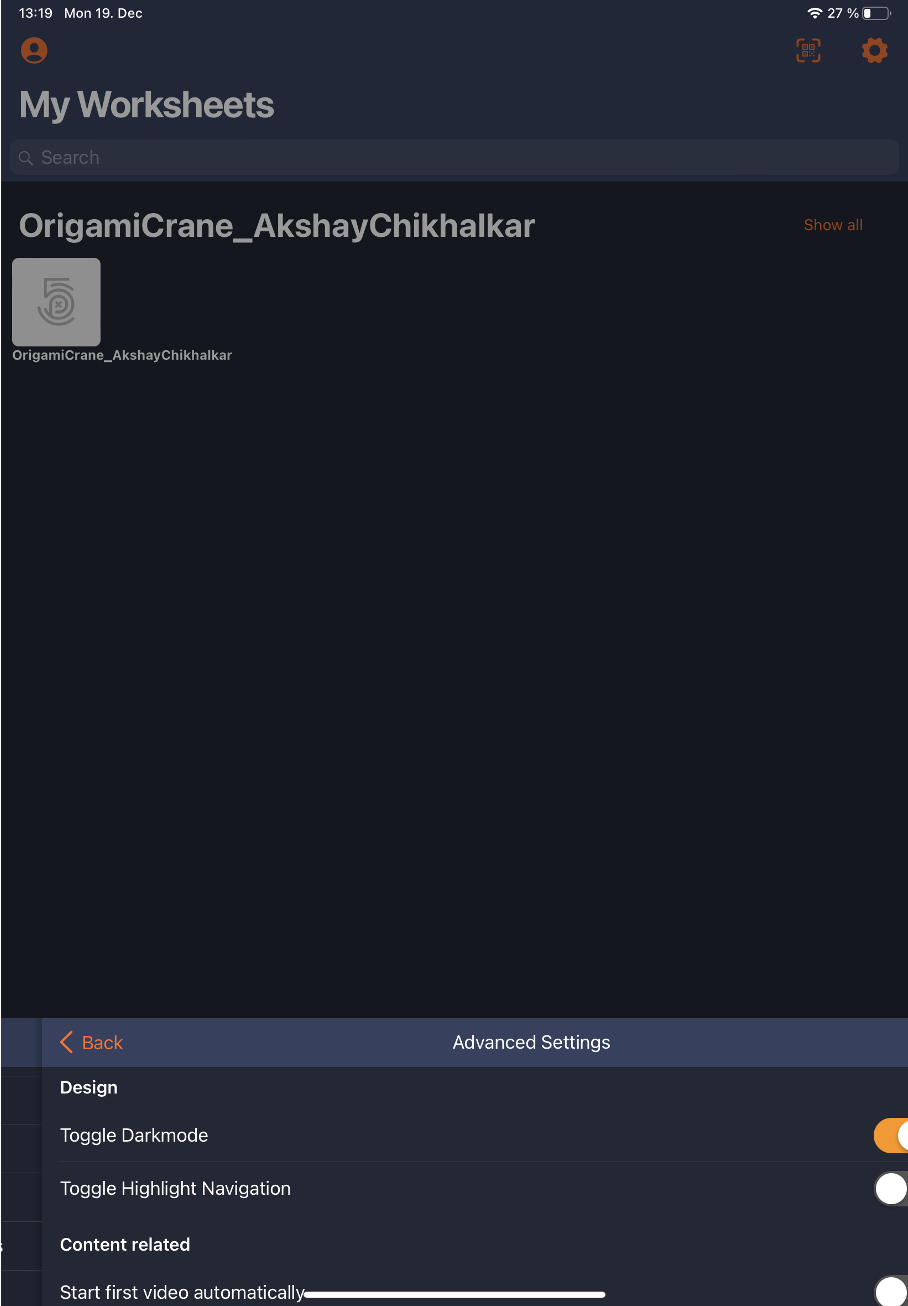 13:19 Mon 19. Dec 27 %
My Worksheets
Search
OrigamiCrane_AkshayChikhalkar Show all
OrigamiCrane_AkshayChikhalkar
Back Advanced Settings
Design
Toggle Darkmode
Toggle Highlight Navigation
Content related
Start first video automatically